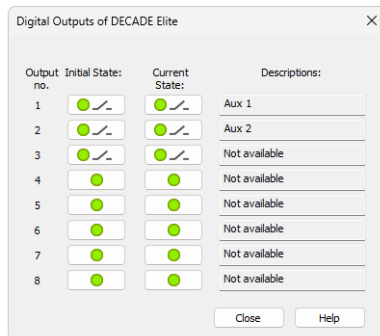 Digital Outputs of DECADE Elite
Output no. Initial State: Current State: Descriptions:
1 Aux 1
2 Aux 2
3 Not available
4 Not available
5 Not available
6 Not available
7 Not available
8 Not available
Close Help